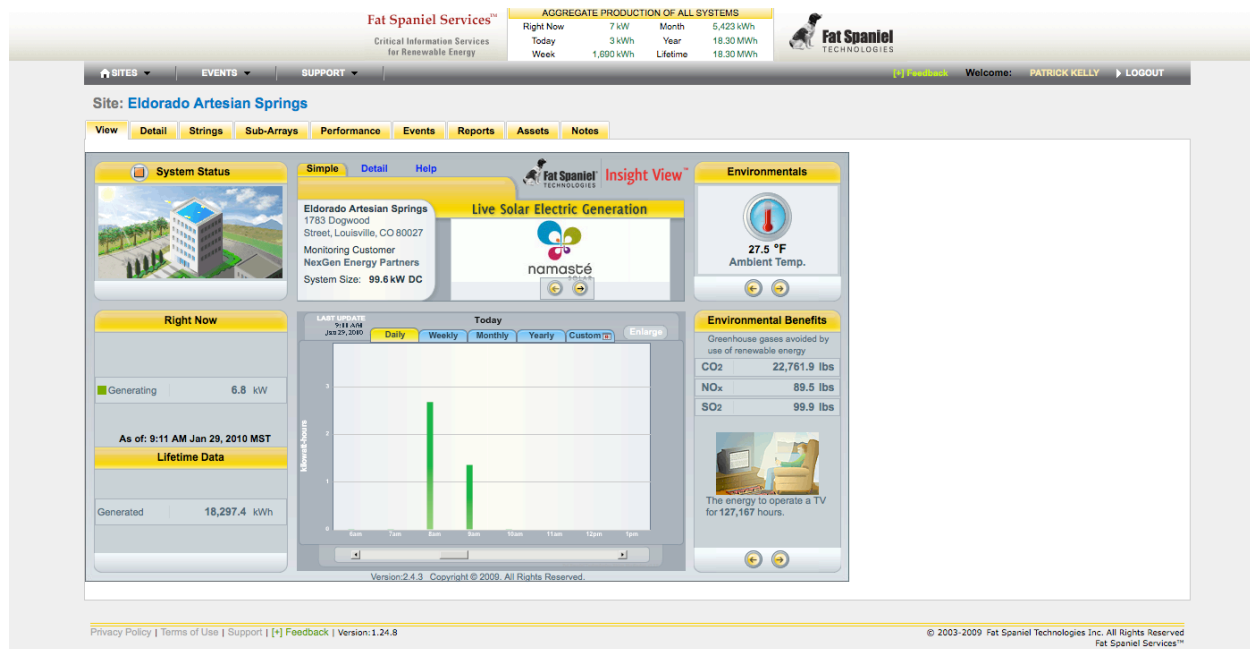 Fat Spaniel Services™
Critical Information Services
for Renewable Energy
AGGREGATE PRODUCTION OF ALL SYSTEMS
Right Now 7 kW Month 5,423 kWh
Today 3 kWh Year 18.30 MWh
Week 1,690 kWh Lifetime 18.30 MWh
Fat Spaniel
TECHNOLOGIES
SITES EVENTS SUPPORT [+] Feedback Welcome: PATRICK KELLY LOGOUT
Site: Eldorado Artesian Springs
View Detail Strings Sub-Arrays Performance Events Reports Assets Notes
System Status
Simple Detail Help
Fat Spaniel
TECHNOLOGIES
Insight View™
Eldorado Artesian Springs
1783 Dogwood
Street, Louisville, CO 80027
Monitoring Customer
NexGen Energy Partners
System Size: 99.6 kW DC
Live Solar Electric Generation
namasté
SOLAR
Environmentals
27.5 °F
Ambient Temp.
Right Now
Generating 6.8 kW
As of: 9:11 AM Jan 29, 2010 MST
Lifetime Data
Generated 18,297.4 kWh
LAST UPDATE
9:11 AM
Jan 29, 2010
Today
Daily Weekly Monthly Yearly Custom Enlarge
kilowatt-hours
3
2
1
0
6am 7am 8am 9am 10am 11am 12pm 1pm
Version:2.4.3 Copyright © 2009. All Rights Reserved.
Environmental Benefits
Greenhouse gases avoided by
use of renewable energy
CO2 22,761.9 lbs
NOx 89.5 lbs
SO2 99.9 lbs
The energy to operate a TV
for 127,167 hours.
Privacy Policy | Terms of Use | Support | [+] Feedback | Version:1.24.8
© 2003-2009 Fat Spaniel Technologies Inc. All Rights Reserved
Fat Spaniel Services™